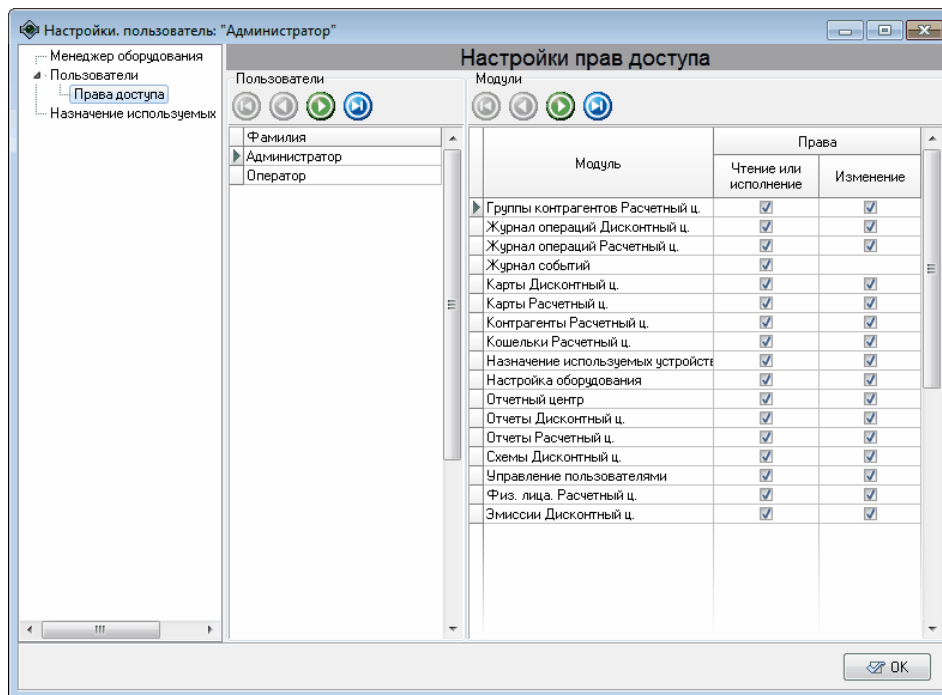 Настройки. пользователь: "Администратор"
Менеджер оборудования
Пользователи
Права доступа
Назначение используемых
Настройки прав доступа
Пользователи
Фамилия
Администратор
Оператор
Модули
Модуль
Права
Чтение или
исполнение
Изменение
Группы контрагентов Расчетный ц.
Журнал операций Дисконтный ц.
Журнал операций Расчетный ц.
Журнал событий
Карты Дисконтный ц.
Карты Расчетный ц.
Контрагенты Расчетный ц.
Кошельки Расчетный ц.
Назначение используемых устройств
Настройка оборудования
Отчетный центр
Отчеты Дисконтный ц.
Отчеты Расчетный ц.
Схемы Дисконтный ц.
Управление пользователями
Физ. лица. Расчетный ц.
Эмиссии Дисконтный ц.
OK